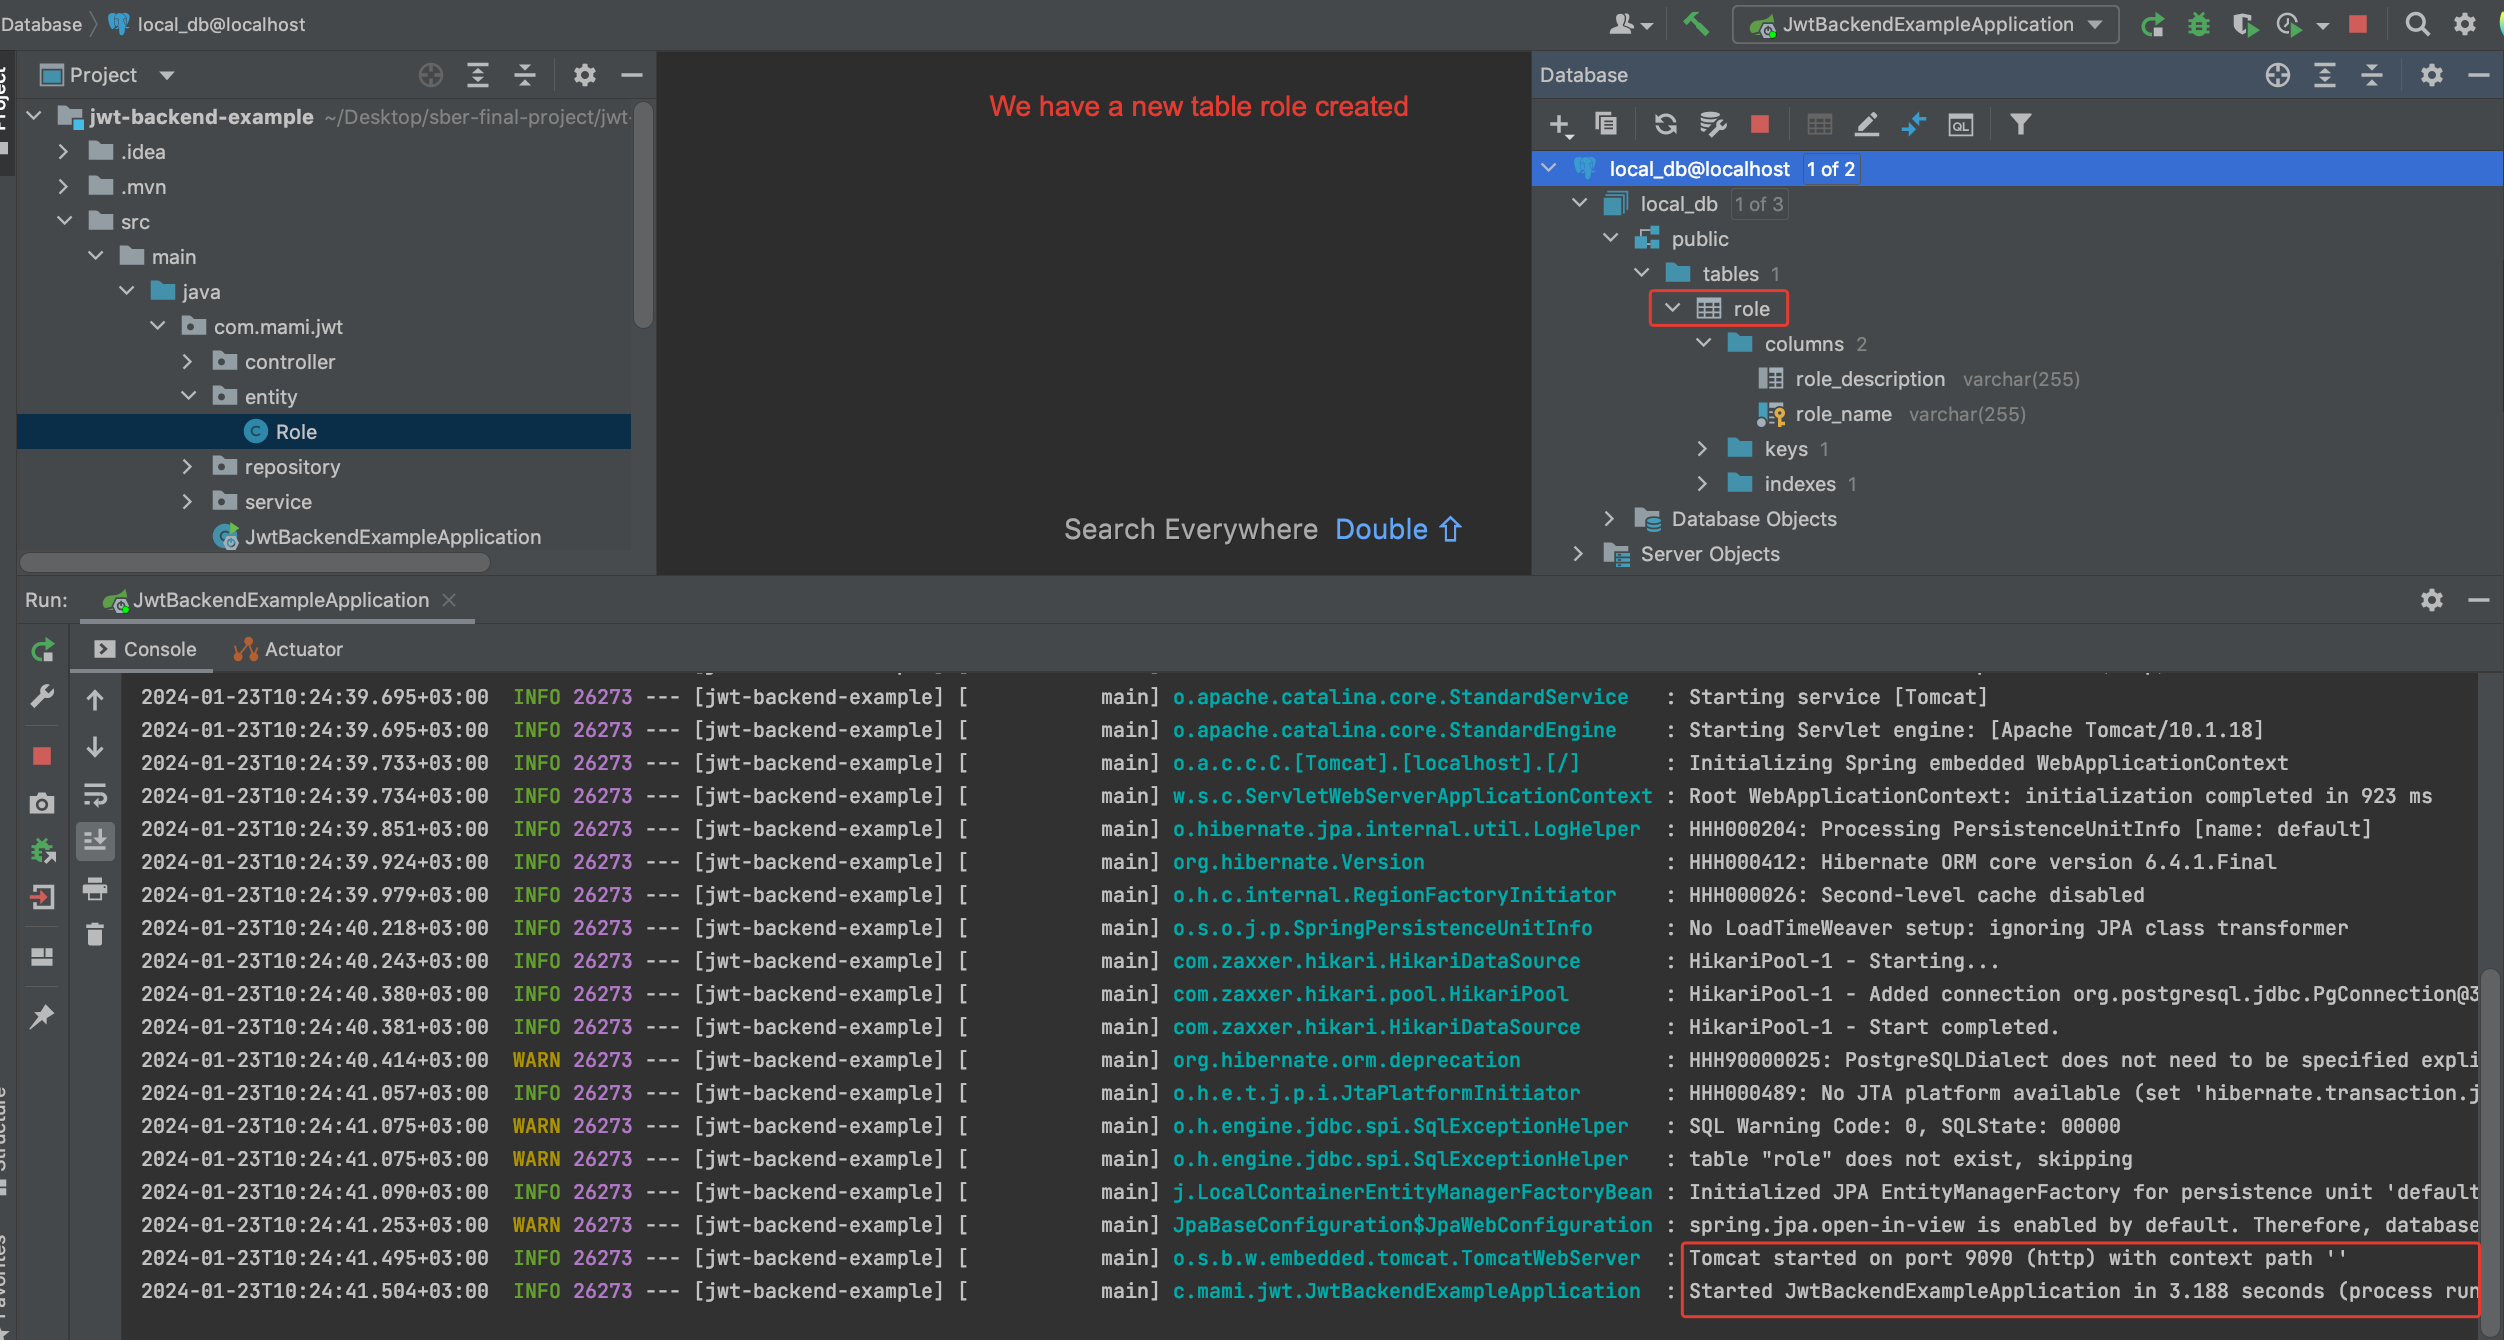 Database local_db@localhost
JwtBackendExampleApplication
Project
Project
jwt-backend-example ~/Desktop/sber-final-project/jwt-
.idea
.mvn
src
main
java
com.mami.jwt
controller
entity
Role
repository
service
JwtBackendExampleApplication
We have a new table role created
Search Everywhere Double ⇧
Database
local_db@localhost 1 of 2
local_db 1 of 3
public
tables 1
role
columns 2
role_description varchar(255)
role_name varchar(255)
keys 1
indexes 1
Database Objects
Server Objects
Run: JwtBackendExampleApplication
Console Actuator
2024-01-23T10:24:39.695+03:00 INFO 26273 --- [jwt-backend-example] [ main] o.apache.catalina.core.StandardService : Starting service [Tomcat]
2024-01-23T10:24:39.695+03:00 INFO 26273 --- [jwt-backend-example] [ main] o.apache.catalina.core.StandardEngine : Starting Servlet engine: [Apache Tomcat/10.1.18]
2024-01-23T10:24:39.733+03:00 INFO 26273 --- [jwt-backend-example] [ main] o.a.c.c.C.[Tomcat].[localhost].[/] : Initializing Spring embedded WebApplicationContext
2024-01-23T10:24:39.734+03:00 INFO 26273 --- [jwt-backend-example] [ main] w.s.c.ServletWebServerApplicationContext : Root WebApplicationContext: initialization completed in 923 ms
2024-01-23T10:24:39.851+03:00 INFO 26273 --- [jwt-backend-example] [ main] o.hibernate.jpa.internal.util.LogHelper : HHH000204: Processing PersistenceUnitInfo [name: default]
2024-01-23T10:24:39.924+03:00 INFO 26273 --- [jwt-backend-example] [ main] org.hibernate.Version : HHH000412: Hibernate ORM core version 6.4.1.Final
2024-01-23T10:24:39.979+03:00 INFO 26273 --- [jwt-backend-example] [ main] o.h.c.internal.RegionFactoryInitiator : HHH000026: Second-level cache disabled
2024-01-23T10:24:40.218+03:00 INFO 26273 --- [jwt-backend-example] [ main] o.s.o.j.p.SpringPersistenceUnitInfo : No LoadTimeWeaver setup: ignoring JPA class transformer
2024-01-23T10:24:40.243+03:00 INFO 26273 --- [jwt-backend-example] [ main] com.zaxxer.hikari.HikariDataSource : HikariPool-1 - Starting...
2024-01-23T10:24:40.380+03:00 INFO 26273 --- [jwt-backend-example] [ main] com.zaxxer.hikari.pool.HikariPool : HikariPool-1 - Added connection org.postgresql.jdbc.PgConnection@3
2024-01-23T10:24:40.381+03:00 INFO 26273 --- [jwt-backend-example] [ main] com.zaxxer.hikari.HikariDataSource : HikariPool-1 - Start completed.
2024-01-23T10:24:40.414+03:00 WARN 26273 --- [jwt-backend-example] [ main] org.hibernate.orm.deprecation : HHH90000025: PostgreSQLDialect does not need to be specified expli
2024-01-23T10:24:41.057+03:00 INFO 26273 --- [jwt-backend-example] [ main] o.h.e.t.j.p.i.JtaPlatformInitiator : HHH000489: No JTA platform available (set 'hibernate.transaction.j
2024-01-23T10:24:41.075+03:00 WARN 26273 --- [jwt-backend-example] [ main] o.h.engine.jdbc.spi.SqlExceptionHelper : SQL Warning Code: 0, SQLState: 00000
2024-01-23T10:24:41.075+03:00 WARN 26273 --- [jwt-backend-example] [ main] o.h.engine.jdbc.spi.SqlExceptionHelper : table "role" does not exist, skipping
2024-01-23T10:24:41.090+03:00 INFO 26273 --- [jwt-backend-example] [ main] j.LocalContainerEntityManagerFactoryBean : Initialized JPA EntityManagerFactory for persistence unit 'default
2024-01-23T10:24:41.253+03:00 WARN 26273 --- [jwt-backend-example] [ main] JpaBaseConfiguration$JpaWebConfiguration : spring.jpa.open-in-view is enabled by default. Therefore, database
2024-01-23T10:24:41.495+03:00 INFO 26273 --- [jwt-backend-example] [ main] o.s.b.w.embedded.tomcat.TomcatWebServer : Tomcat started on port 9090 (http) with context path ''
2024-01-23T10:24:41.504+03:00 INFO 26273 --- [jwt-backend-example] [ main] c.mami.jwt.JwtBackendExampleApplication : Started JwtBackendExampleApplication in 3.188 seconds (process run
Structure
Favorites